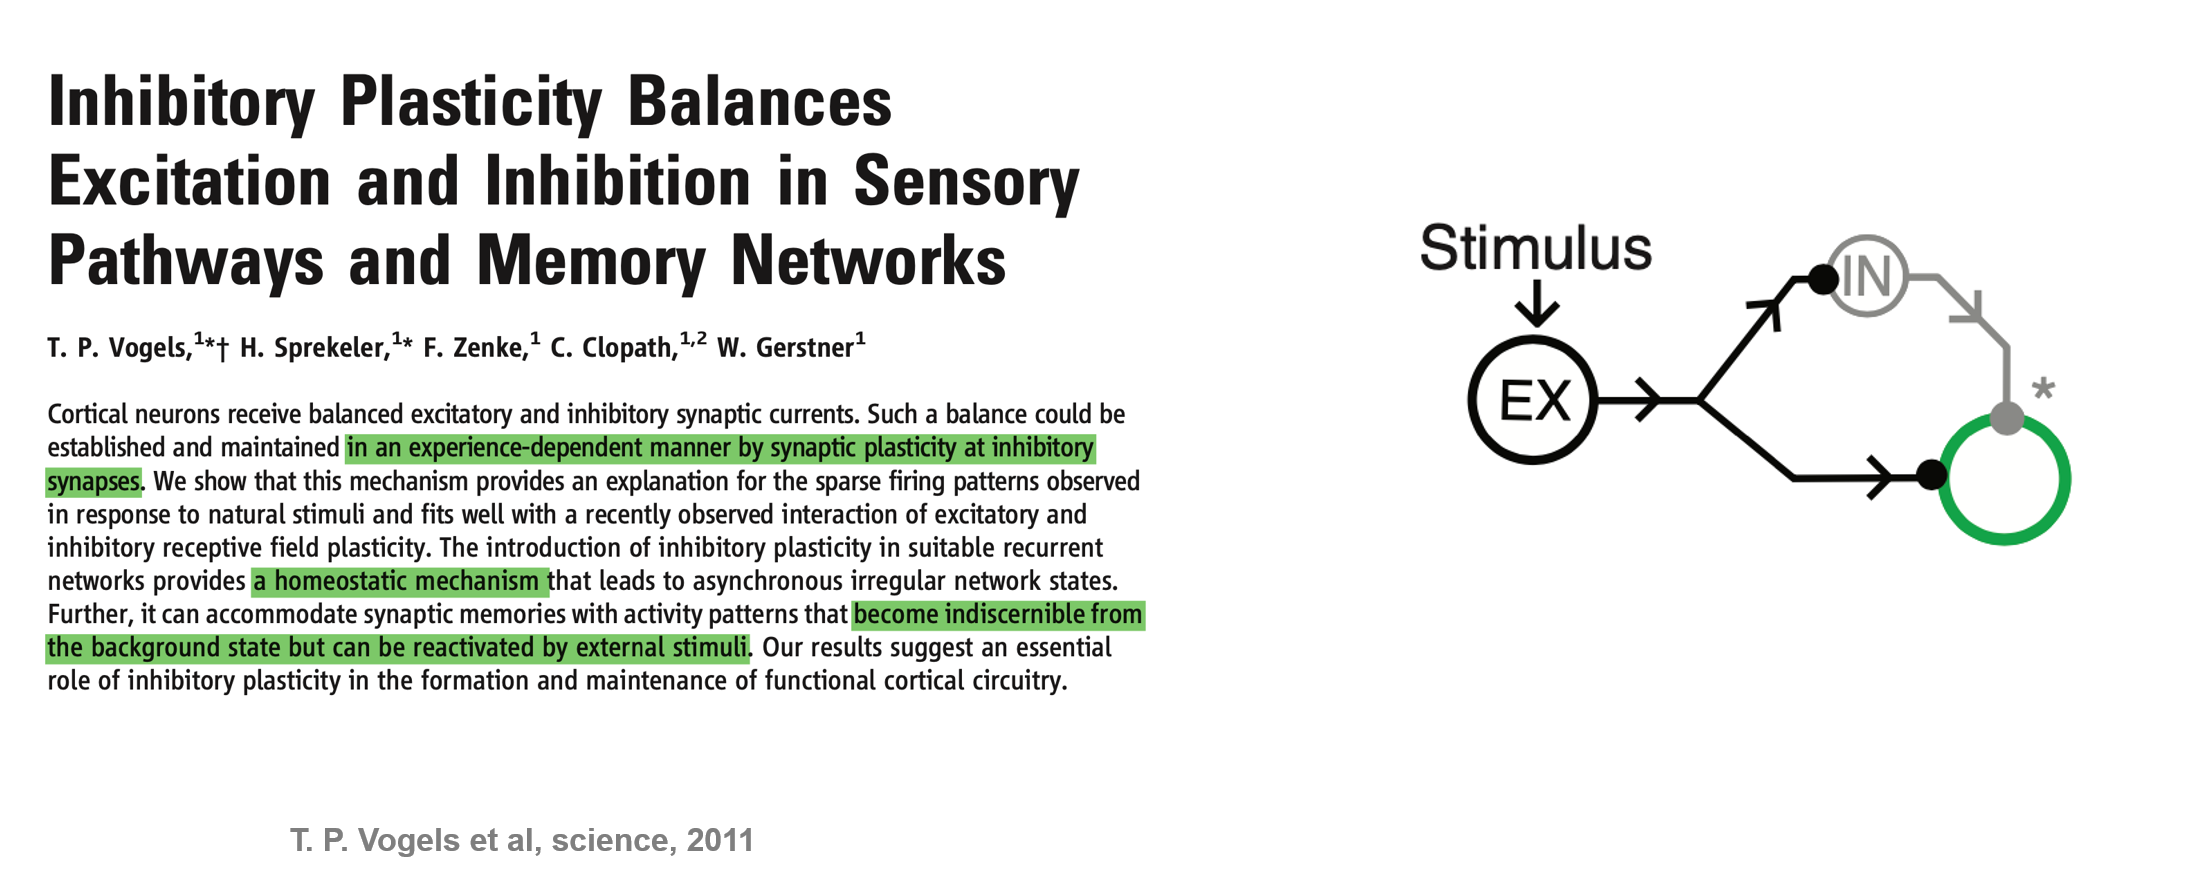 Inhibitory Plasticity Balances
Excitation and Inhibition in Sensory
Pathways and Memory Networks
T. P. Vogels,1*† H. Sprekeler,1* F. Zenke,1 C. Clopath,1,2 W. Gerstner1
Cortical neurons receive balanced excitatory and inhibitory synaptic currents. Such a balance could be
established and maintained in an experience-dependent manner by synaptic plasticity at inhibitory
synapses. We show that this mechanism provides an explanation for the sparse firing patterns observed
in response to natural stimuli and fits well with a recently observed interaction of excitatory and
inhibitory receptive field plasticity. The introduction of inhibitory plasticity in suitable recurrent
networks provides a homeostatic mechanism that leads to asynchronous irregular network states.
Further, it can accommodate synaptic memories with activity patterns that become indiscernible from
the background state but can be reactivated by external stimuli. Our results suggest an essential
role of inhibitory plasticity in the formation and maintenance of functional cortical circuitry.
T. P. Vogels et al, science, 2011
Stimulus
IN
EX
*